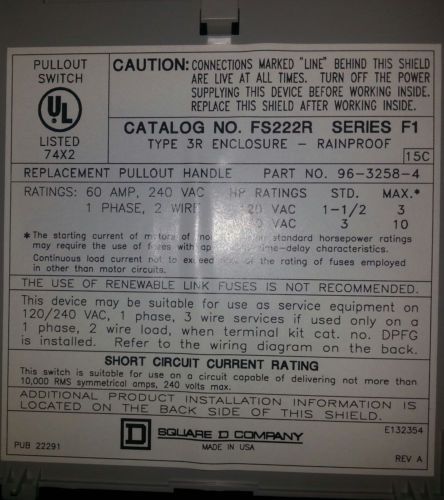 PULLOUT SWITCH
UL
LISTED
74X2
CAUTION: CONNECTIONS MARKED "LINE" BEHIND THIS SHIELD
ARE LIVE AT ALL TIMES. TURN OFF THE POWER
SUPPLYING THIS DEVICE BEFORE WORKING INSIDE.
REPLACE THIS SHIELD AFTER WORKING INSIDE.
CATALOG NO. FS222R SERIES F1
TYPE 3R ENCLOSURE - RAINPROOF
15C
REPLACEMENT PULLOUT HANDLE PART NO. 96-3258-4
RATINGS: 60 AMP, 240 VAC - HP RATINGS STD. MAX.*
1 PHASE, 2 WIRE VAC 1-1/2 3
VAC 3 10
* The starting current of motors of standard horsepower ratings
may require the use of fuses with time-delay characteristics.
Continuous load current not to exceed of the rating of fuses employed
in other than motor circuits.
THE USE OF RENEWABLE LINK FUSES IS NOT RECOMMENDED.
This device may be suitable for use as service equipment on
120/240 VAC, 1 phase, 3 wire services if used only on a
1 phase, 2 wire load, when terminal kit cat. no. DPFG
is installed. Refer to the wiring diagram on the back.
SHORT CIRCUIT CURRENT RATING
This switch is suitable for use on a circuit capable of delivering not more than
10,000 RMS symmetrical amps, 240 volts max.
ADDITIONAL PRODUCT INSTALLATION INFORMATION IS
LOCATED ON THE BACK SIDE OF THIS SHIELD.
D SQUARE D COMPANY
E132354
PUB 22291
MADE IN USA
REV A